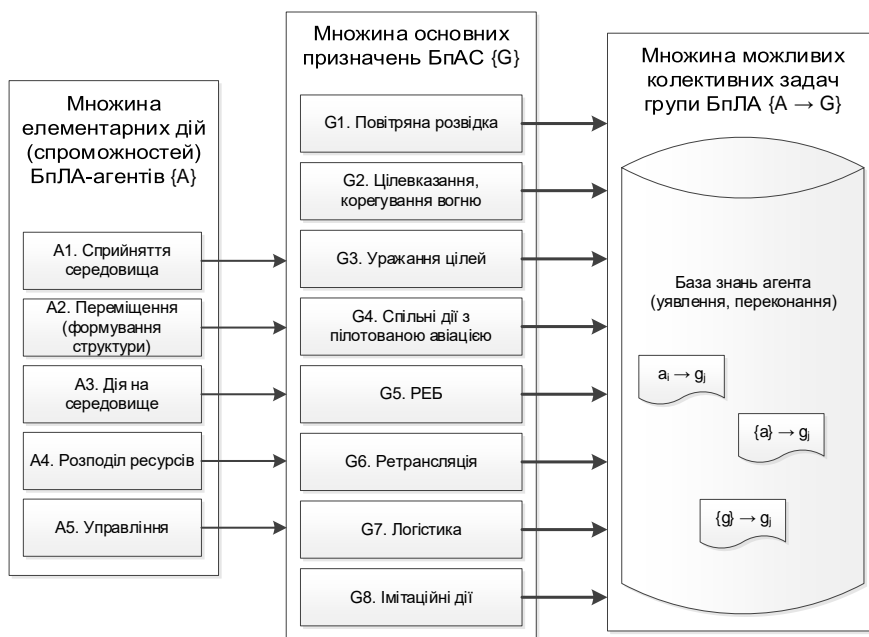 Множина
елементарних дій
(спроможностей)
БпЛА-агентів {A}
A1. Сприйняття
середовища
A2. Переміщення
(формування
структури)
A3. Дія на
середовище
A4. Розподіл ресурсів
A5. Управління
Множина основних
призначень БпАС {G}
G1. Повітряна розвідка
G2. Цілевказання,
корегування вогню
G3. Уражання цілей
G4. Спільні дії з
пілотованою авіацією
G5. РЕБ
G6. Ретрансляція
G7. Логістика
G8. Імітаційні дії
Множина можливих
колективних задач
групи БпЛА {A → G}
База знань агента
(уявлення, переконання)
aᵢ → gⱼ
{a} → gⱼ
{g} → gⱼ